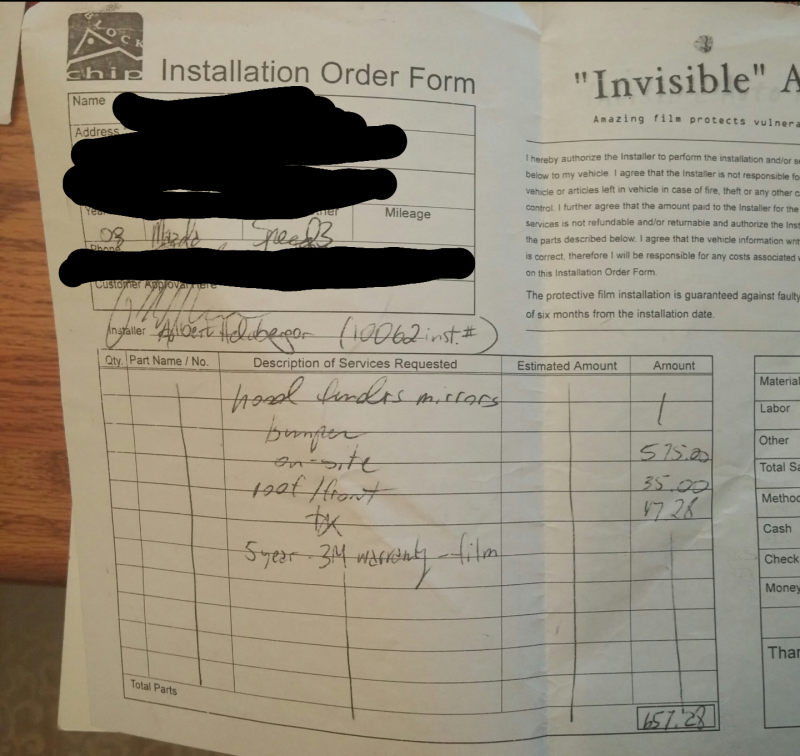 BLOCK
chip
Installation Order Form
"Invisible" A
Amazing film protects vulnera
Name
Address
Mileage
08 Mazda Speed3
Phone
Customer Approval Here
Installer Albert (10062 inst.#)
I hereby authorize the Installer to perform the installation and/or se
below to my vehicle. I agree that the Installer is not responsible fo
vehicle or articles left in vehicle in case of fire, theft or any other c
control. I further agree that the amount paid to the Installer for the
services is not refundable and/or returnable and authorize the Inst
the parts described below. I agree that the vehicle information writ
is correct, therefore I will be responsible for any costs associated w
on this Installation Order Form.
The protective film installation is guaranteed against faulty
of six months from the installation date.
Qty. Part Name / No. Description of Services Requested Estimated Amount Amount
hood fenders mirrors
bumper
on-site 575.00
roof/front 35.00
tx 47.28
5 year 3M warranty - film
Total Parts
657.28
Material
Labor
Other
Total Sa
Method
Cash
Check
Money
Than